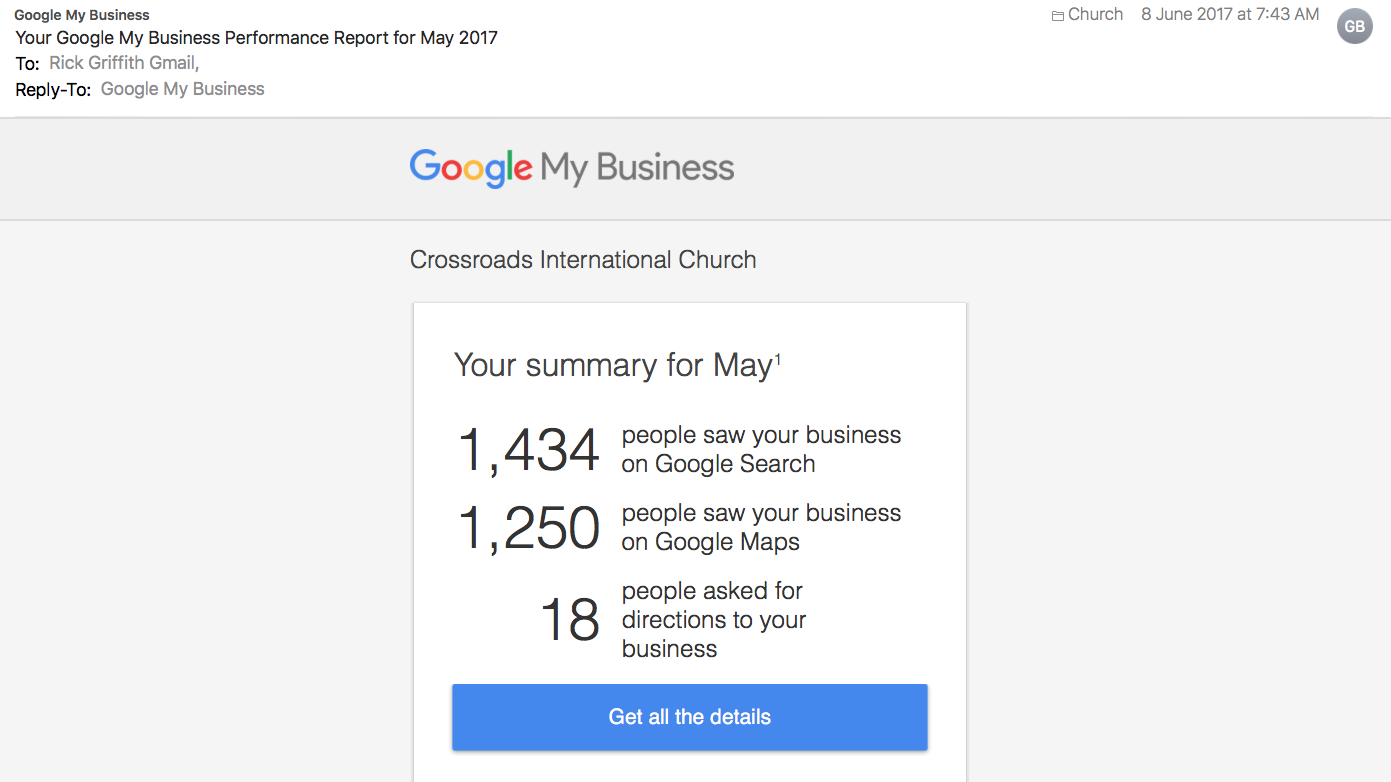 Google My Business
Church 8 June 2017 at 7:43 AM
GB
Your Google My Business Performance Report for May 2017
To: Rick Griffith Gmail,
Reply-To: Google My Business
Google My Business
Crossroads International Church
Your summary for May¹
1,434 people saw your business
on Google Search
1,250 people saw your business
on Google Maps
18 people asked for
directions to your
business
Get all the details